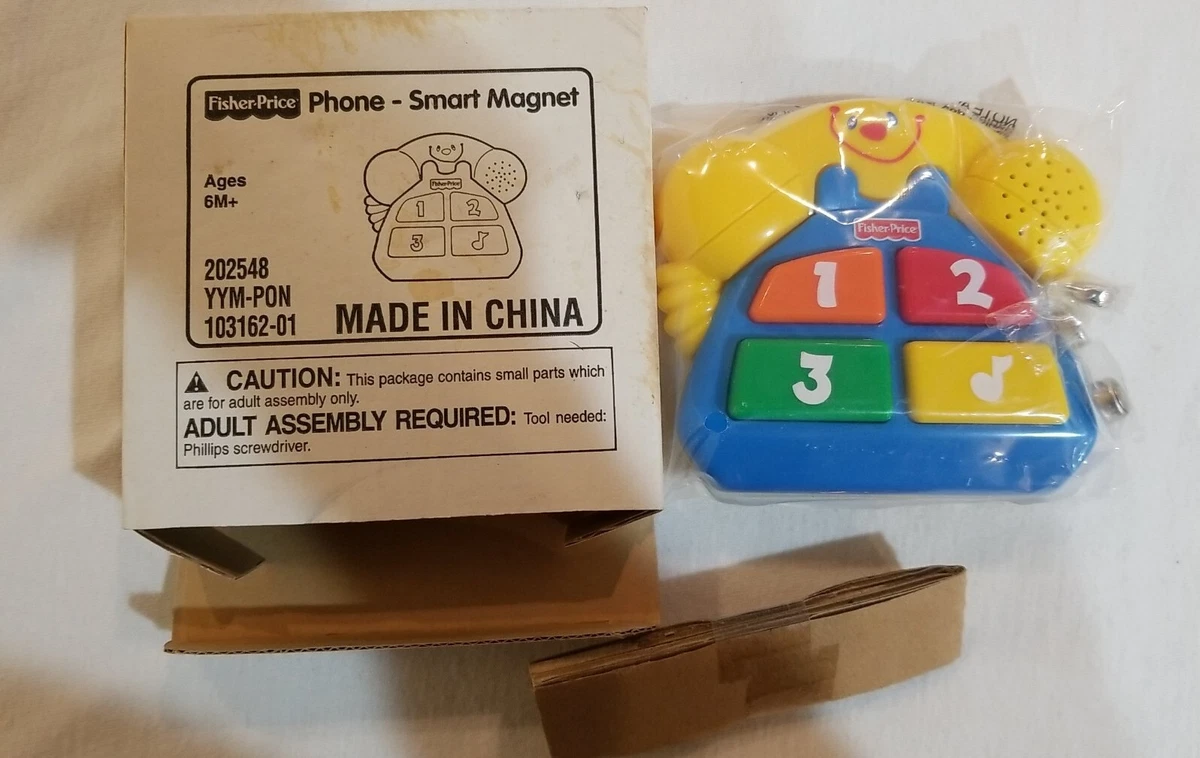 Fisher-Price Phone - Smart Magnet
Ages
6M+
Fisher-Price
1 2
3
202548
YYM-PON
103162-01
MADE IN CHINA
CAUTION: This package contains small parts which
are for adult assembly only.
ADULT ASSEMBLY REQUIRED: Tool needed:
Phillips screwdriver.
Fisher-Price
1 2
3